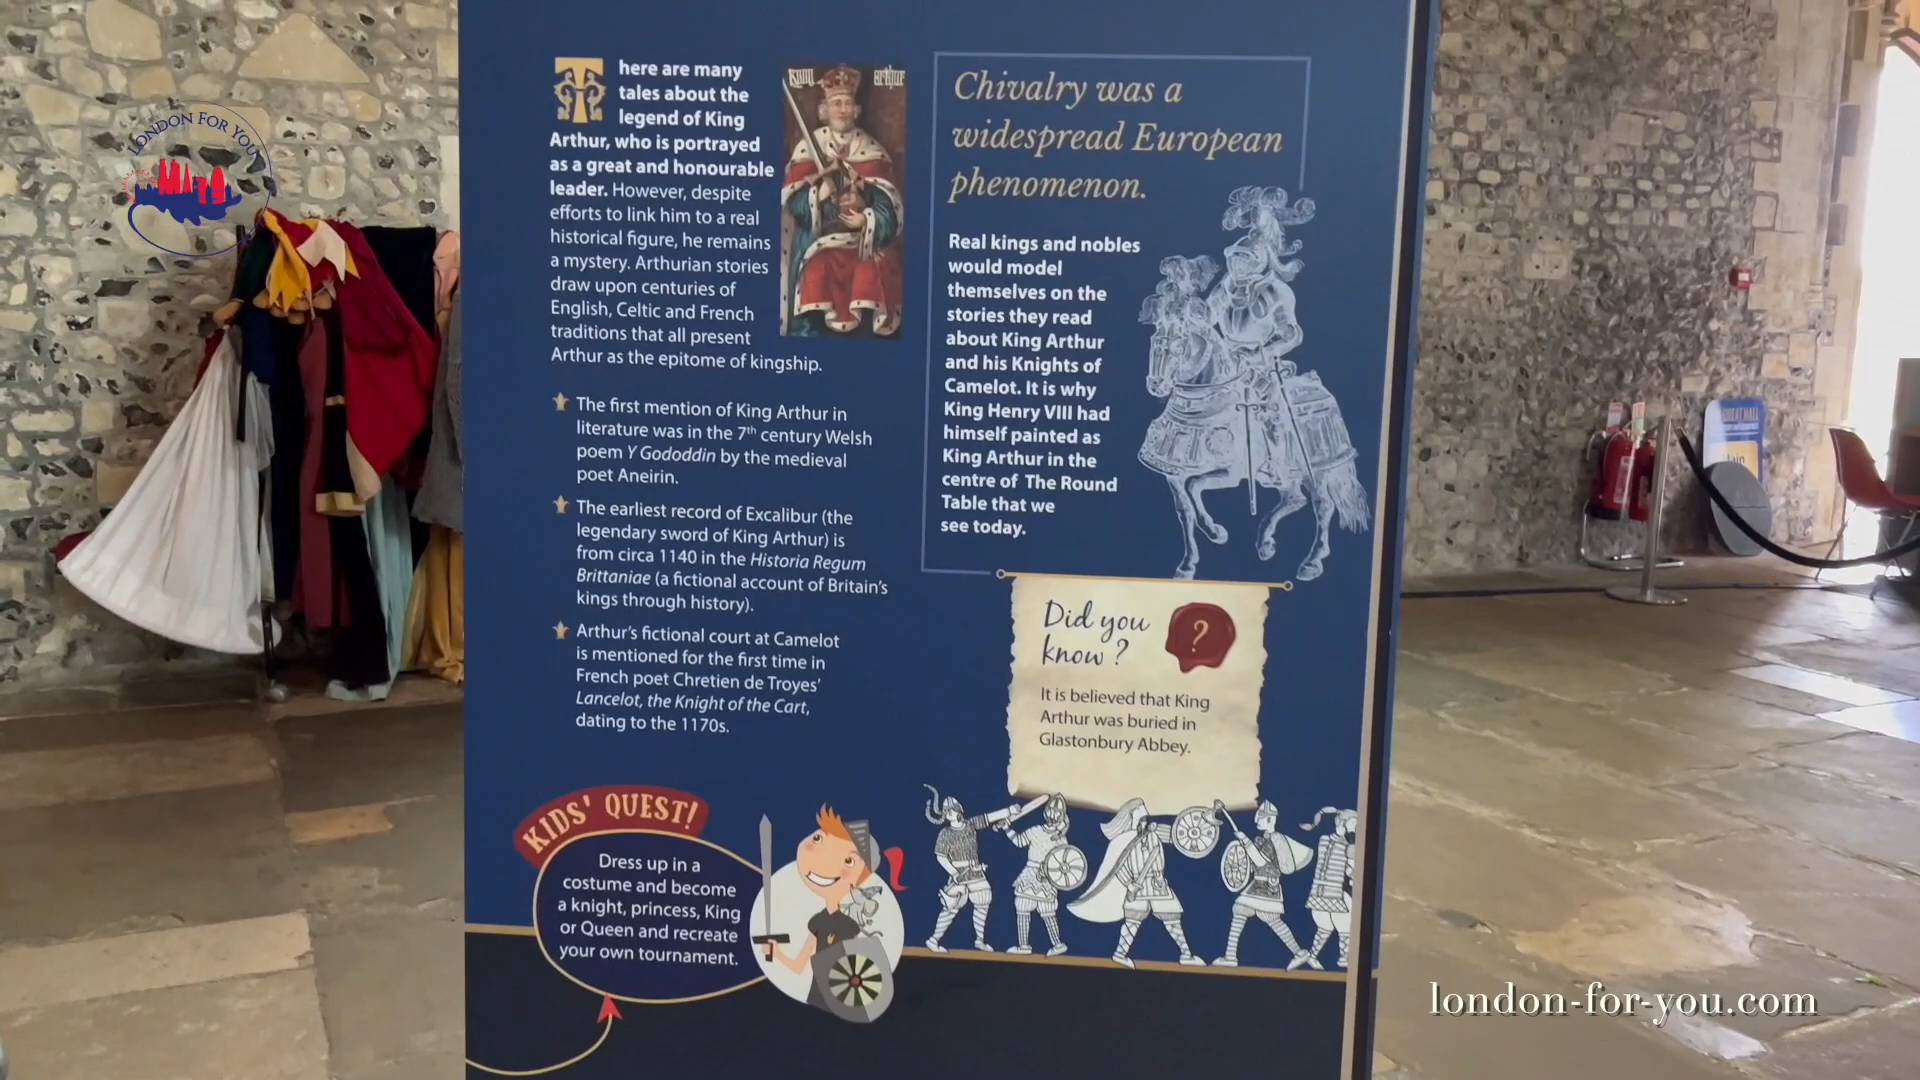 There are many
tales about the
legend of King
Arthur, who is portrayed
as a great and honourable
leader. However, despite
efforts to link him to a real
historical figure, he remains
a mystery. Arthurian stories
draw upon centuries of
English, Celtic and French
traditions that all present
Arthur as the epitome of kingship.
The first mention of King Arthur in
literature was in the 7th century Welsh
poem Y Gododdin by the medieval
poet Aneirin.
The earliest record of Excalibur (the
legendary sword of King Arthur) is
from circa 1140 in the Historia Regum
Brittaniae (a fictional account of Britain's
kings through history).
Arthur's fictional court at Camelot
is mentioned for the first time in
French poet Chretien de Troyes'
Lancelot, the Knight of the Cart,
dating to the 1170s.
KIDS' QUEST!
Dress up in a
costume and become
a knight, princess, King
or Queen and recreate
your own tournament.
Chivalry was a
widespread European
phenomenon.
Real kings and nobles
would model
themselves on the
stories they read
about King Arthur
and his Knights of
Camelot. It is why
King Henry VIII had
himself painted as
King Arthur in the
centre of The Round
Table that we
see today.
Did you
know?
?
It is believed that King
Arthur was buried in
Glastonbury Abbey.
LONDON FOR YOU
london-for-you.com